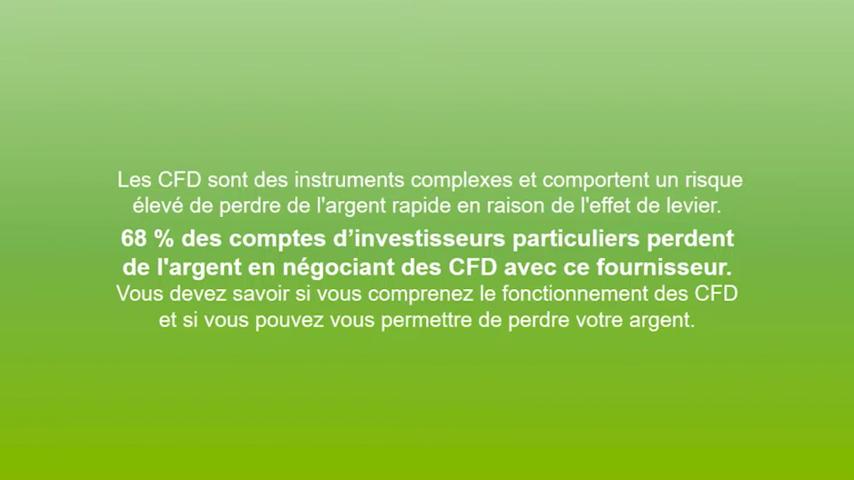 Les CFD sont des instruments complexes et comportent un risque
élevé de perdre de l'argent rapide en raison de l'effet de levier.
68 % des comptes d’investisseurs particuliers perdent
de l'argent en négociant des CFD avec ce fournisseur.
Vous devez savoir si vous comprenez le fonctionnement des CFD
et si vous pouvez vous permettre de perdre votre argent.